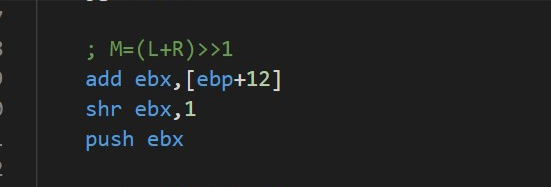 ; M=(L+R)>>1
add ebx,[ebp+12]
shr ebx,1
push ebx